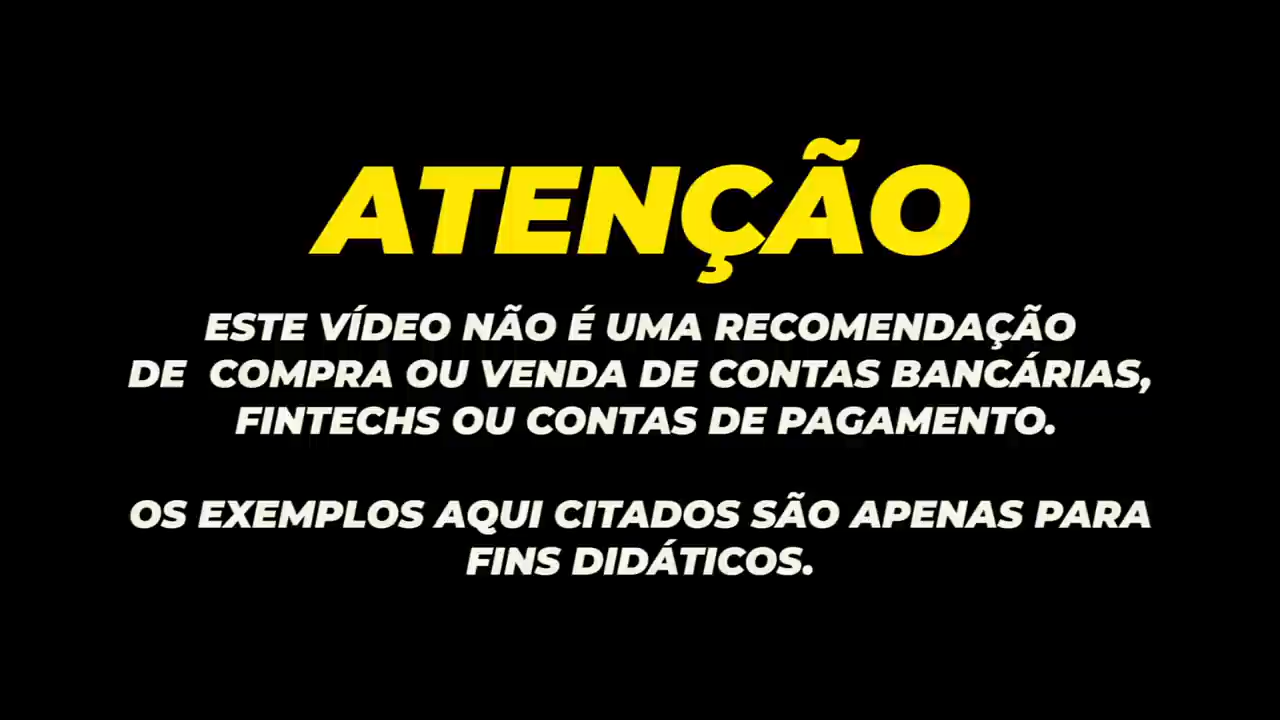 ATENÇÃO
ESTE VÍDEO NÃO É UMA RECOMENDAÇÃO
DE COMPRA OU VENDA DE CONTAS BANCÁRIAS,
FINTECHS OU CONTAS DE PAGAMENTO.
OS EXEMPLOS AQUI CITADOS SÃO APENAS PARA
FINS DIDÁTICOS.